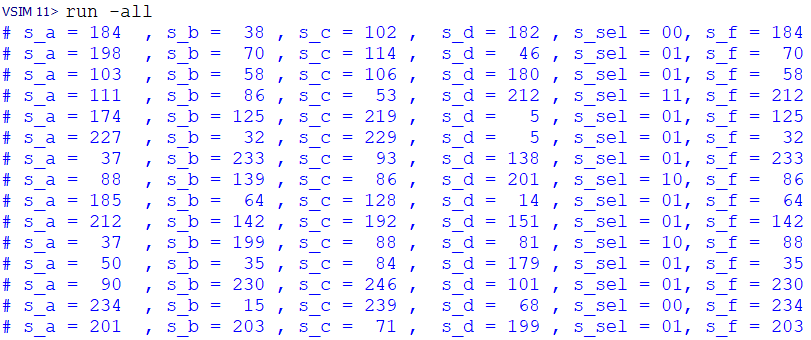 VSIM 11> run -all
# s_a = 184  , s_b =  38 , s_c = 102 ,  s_d = 182 , s_sel = 00, s_f = 184
# s_a = 198  , s_b =  70 , s_c = 114 ,  s_d =  46 , s_sel = 01, s_f =  70
# s_a = 103  , s_b =  58 , s_c = 106 ,  s_d = 180 , s_sel = 01, s_f =  58
# s_a = 111  , s_b =  86 , s_c =  53 ,  s_d = 212 , s_sel = 11, s_f = 212
# s_a = 174  , s_b = 125 , s_c = 219 ,  s_d =   5 , s_sel = 01, s_f = 125
# s_a = 227  , s_b =  32 , s_c = 229 ,  s_d =   5 , s_sel = 01, s_f =  32
# s_a =  37  , s_b = 233 , s_c =  93 ,  s_d = 138 , s_sel = 01, s_f = 233
# s_a =  88  , s_b = 139 , s_c =  86 ,  s_d = 201 , s_sel = 10, s_f =  86
# s_a = 185  , s_b =  64 , s_c = 128 ,  s_d =  14 , s_sel = 01, s_f =  64
# s_a = 212  , s_b = 142 , s_c = 192 ,  s_d = 151 , s_sel = 01, s_f = 142
# s_a =  37  , s_b = 199 , s_c =  88 ,  s_d =  81 , s_sel = 10, s_f =  88
# s_a =  50  , s_b =  35 , s_c =  84 ,  s_d = 179 , s_sel = 01, s_f =  35
# s_a =  90  , s_b = 230 , s_c = 246 ,  s_d = 101 , s_sel = 01, s_f = 230
# s_a = 234  , s_b =  15 , s_c = 239 ,  s_d =  68 , s_sel = 00, s_f = 234
# s_a = 201  , s_b = 203 , s_c =  71 ,  s_d = 199 , s_sel = 01, s_f = 203